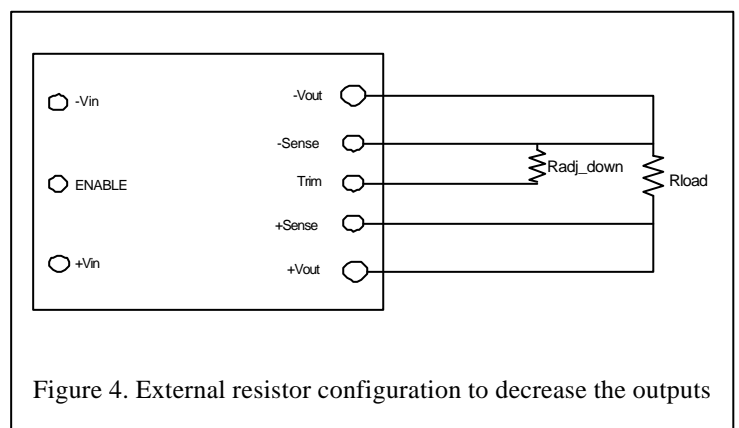 -Vin
-Vout
-Sense
Radj_down
ENABLE
Trim
Rload
+Sense
+Vin
+Vout
Figure 4. External resistor configuration to decrease the outputs